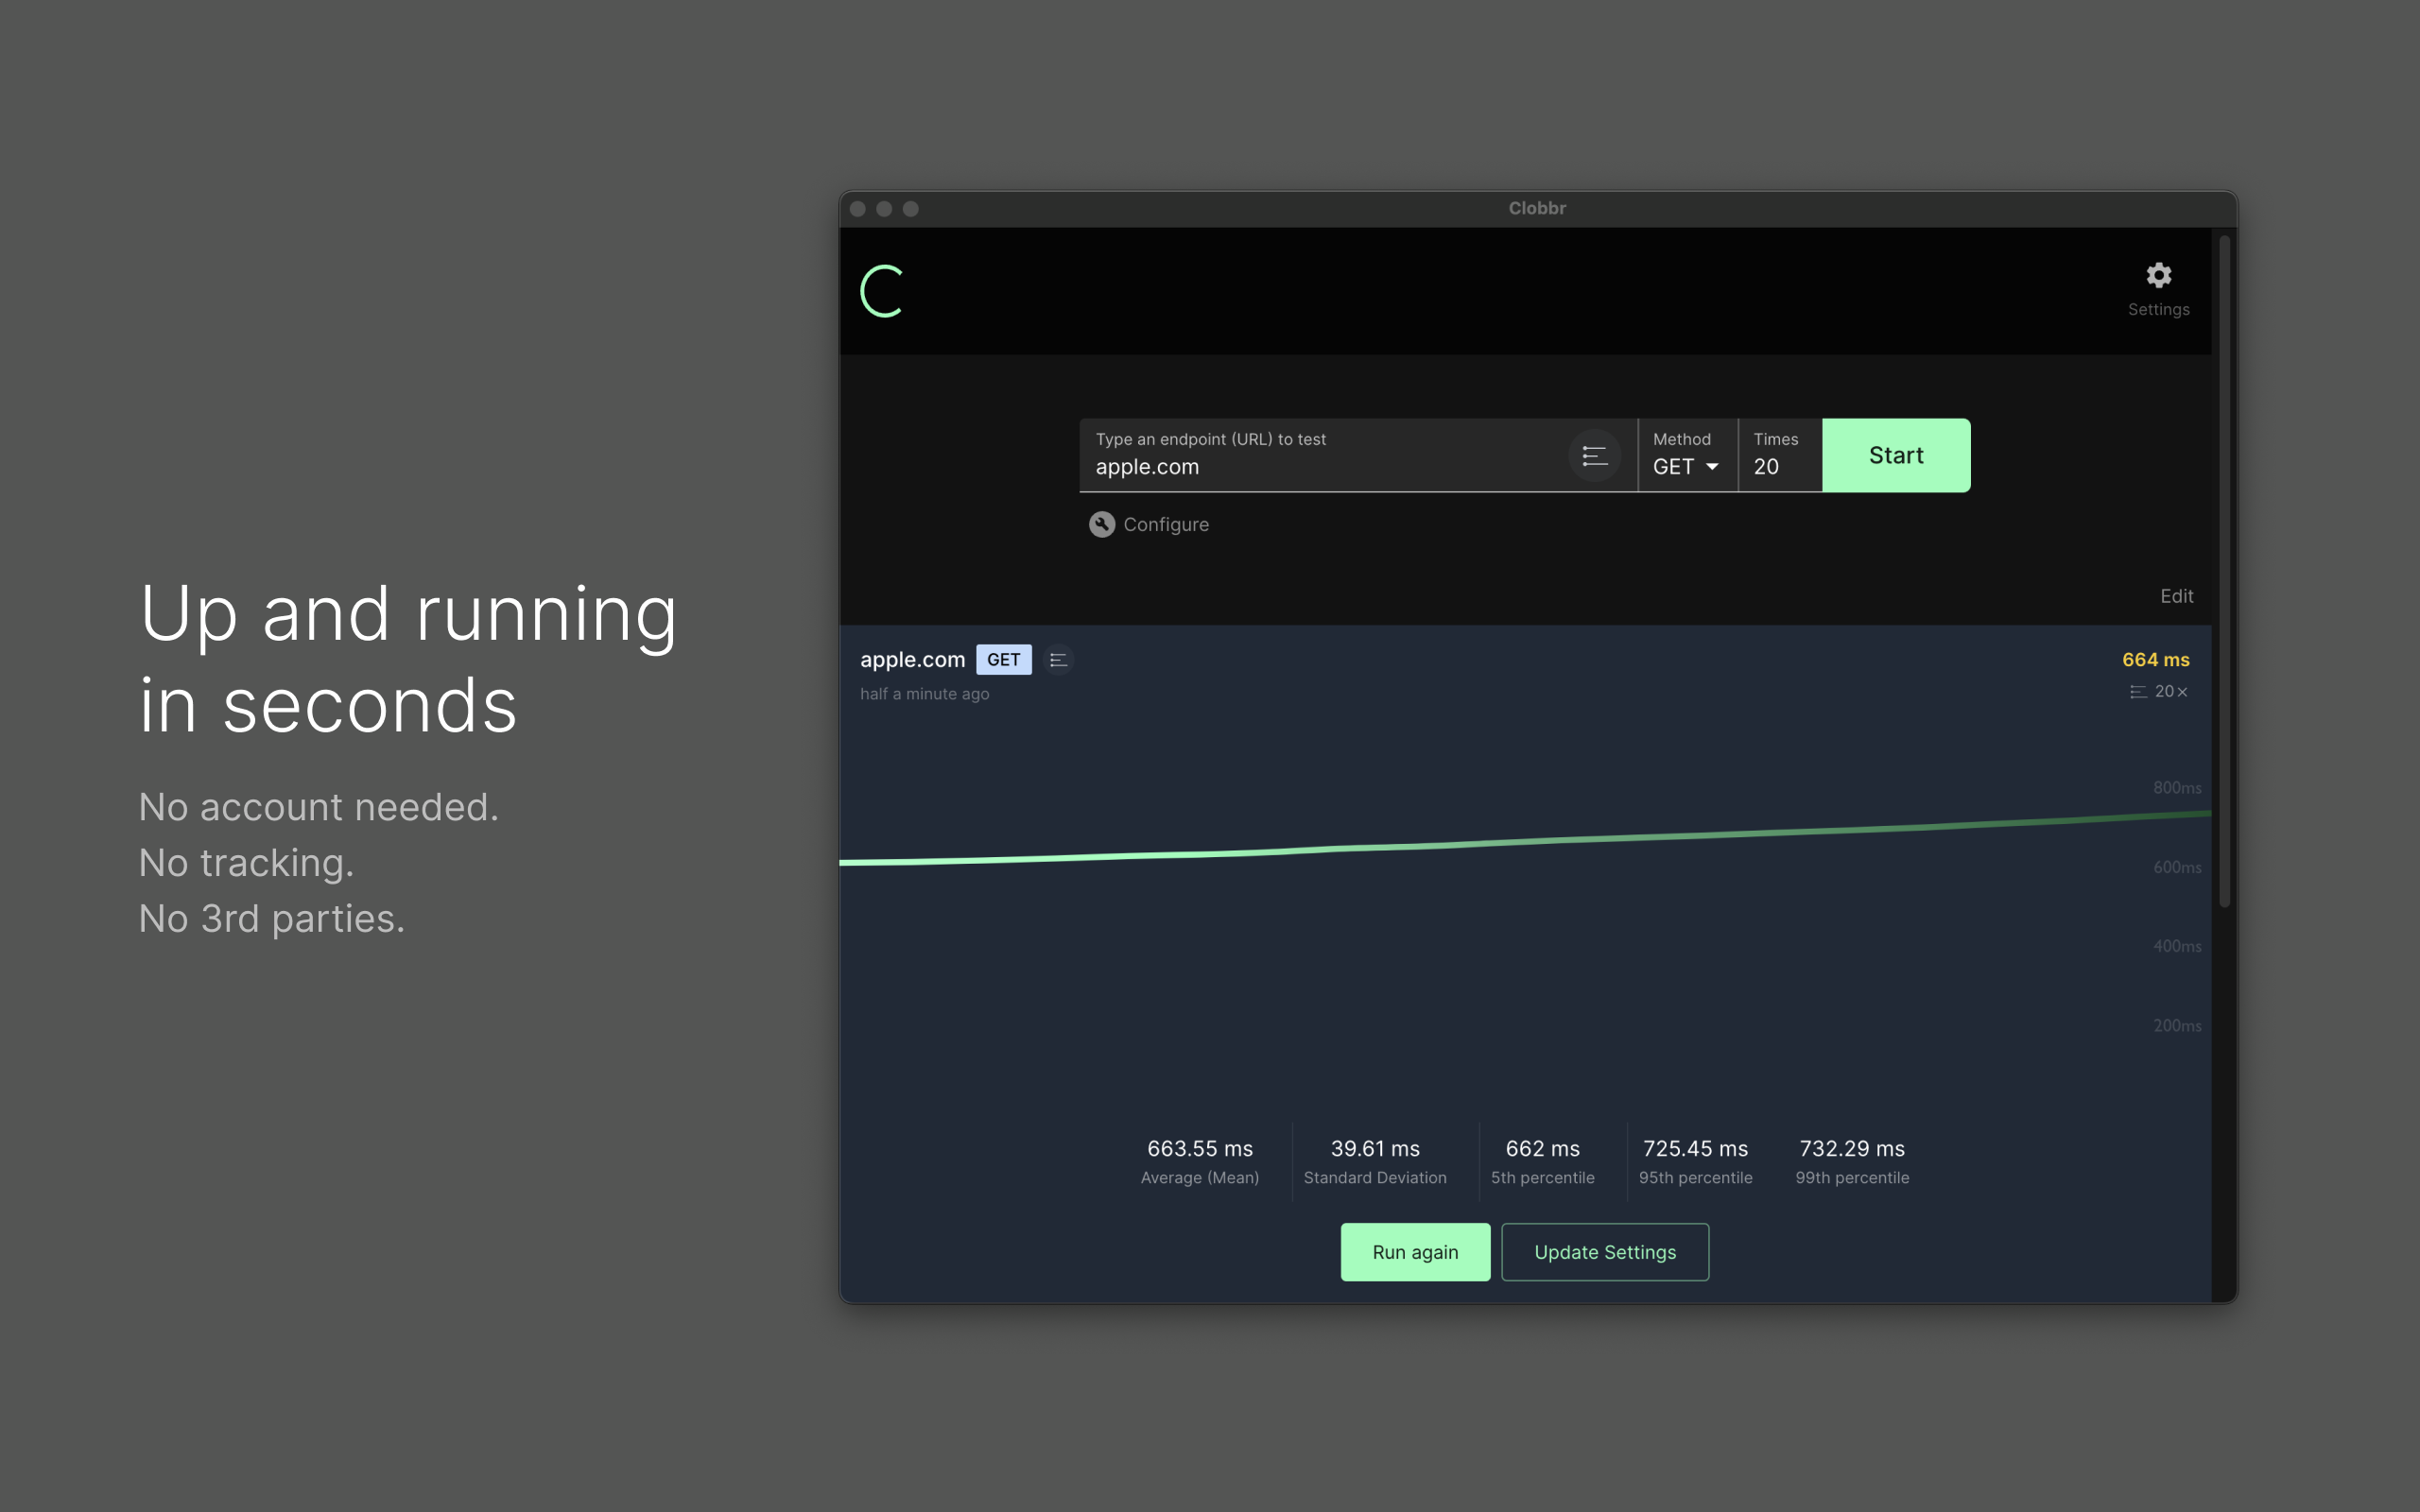 Up and running
in seconds
No account needed.
No tracking.
No 3rd parties.
Clobbr
Settings
Type an endpoint (URL) to test
apple.com
Method
GET
Times
20
Start
Configure
Edit
apple.com GET
half a minute ago
664 ms
20×
800ms
600ms
400ms
200ms
663.55 ms
Average (Mean)
39.61 ms
Standard Deviation
662 ms
5th percentile
725.45 ms
95th percentile
732.29 ms
99th percentile
Run again
Update Settings